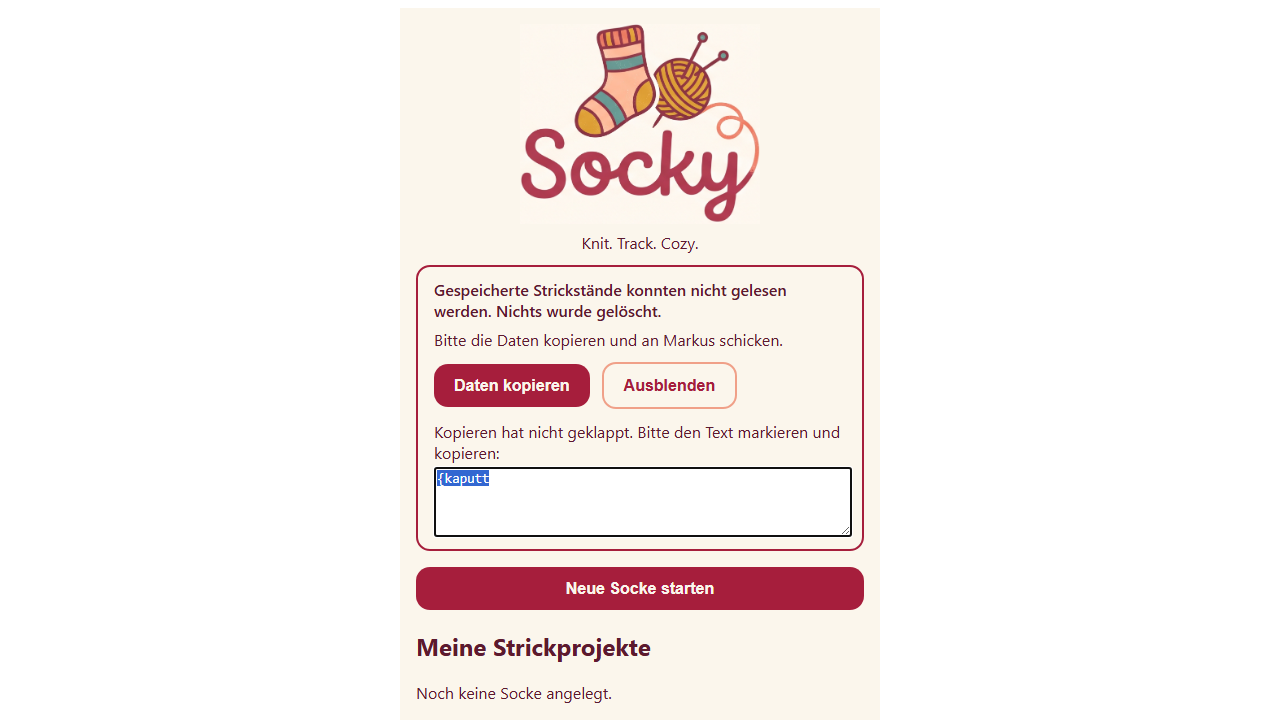 Socky
Knit. Track. Cozy.
Gespeicherte Strickstände konnten nicht gelesen
werden. Nichts wurde gelöscht.
Bitte die Daten kopieren und an Markus schicken.
Daten kopieren
Ausblenden
Kopieren hat nicht geklappt. Bitte den Text markieren und
kopieren:
{kaputt
Neue Socke starten
Meine Strickprojekte
Noch keine Socke angelegt.